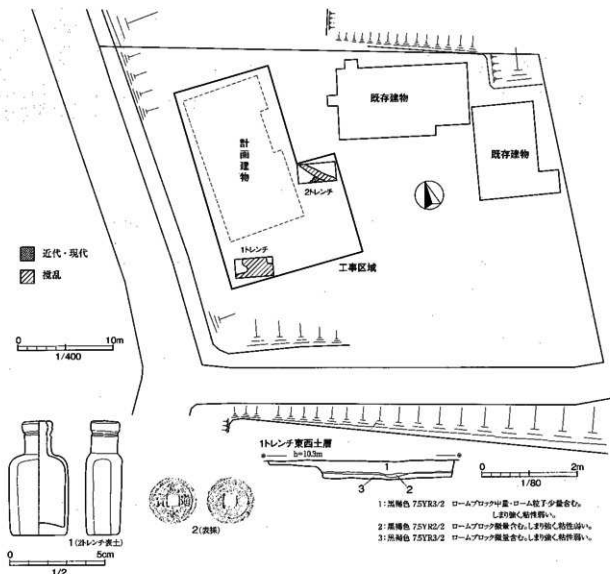 既存建物
既存建物
計画建物
2トレンチ
1トレンチ
工事区域
近代・現代
撹乱
0 10m
1/400
1トレンチ東西土層
h=10.3m
1
3 2
0 2m
1/80
1:黒褐色 7.5YR3/2 ロームブロック中量・ローム粒子少量含む。
しまり強く粘性弱い。
2:黒褐色 7.5YR2/2 ロームブロック微量含む。しまり強く、粘性弱い。
3:黒褐色 7.5YR3/2 ロームブロック微量含む。しまり強く、粘性弱い。
1(2トレンチ表土)
2(表採)
0 5cm
1/2